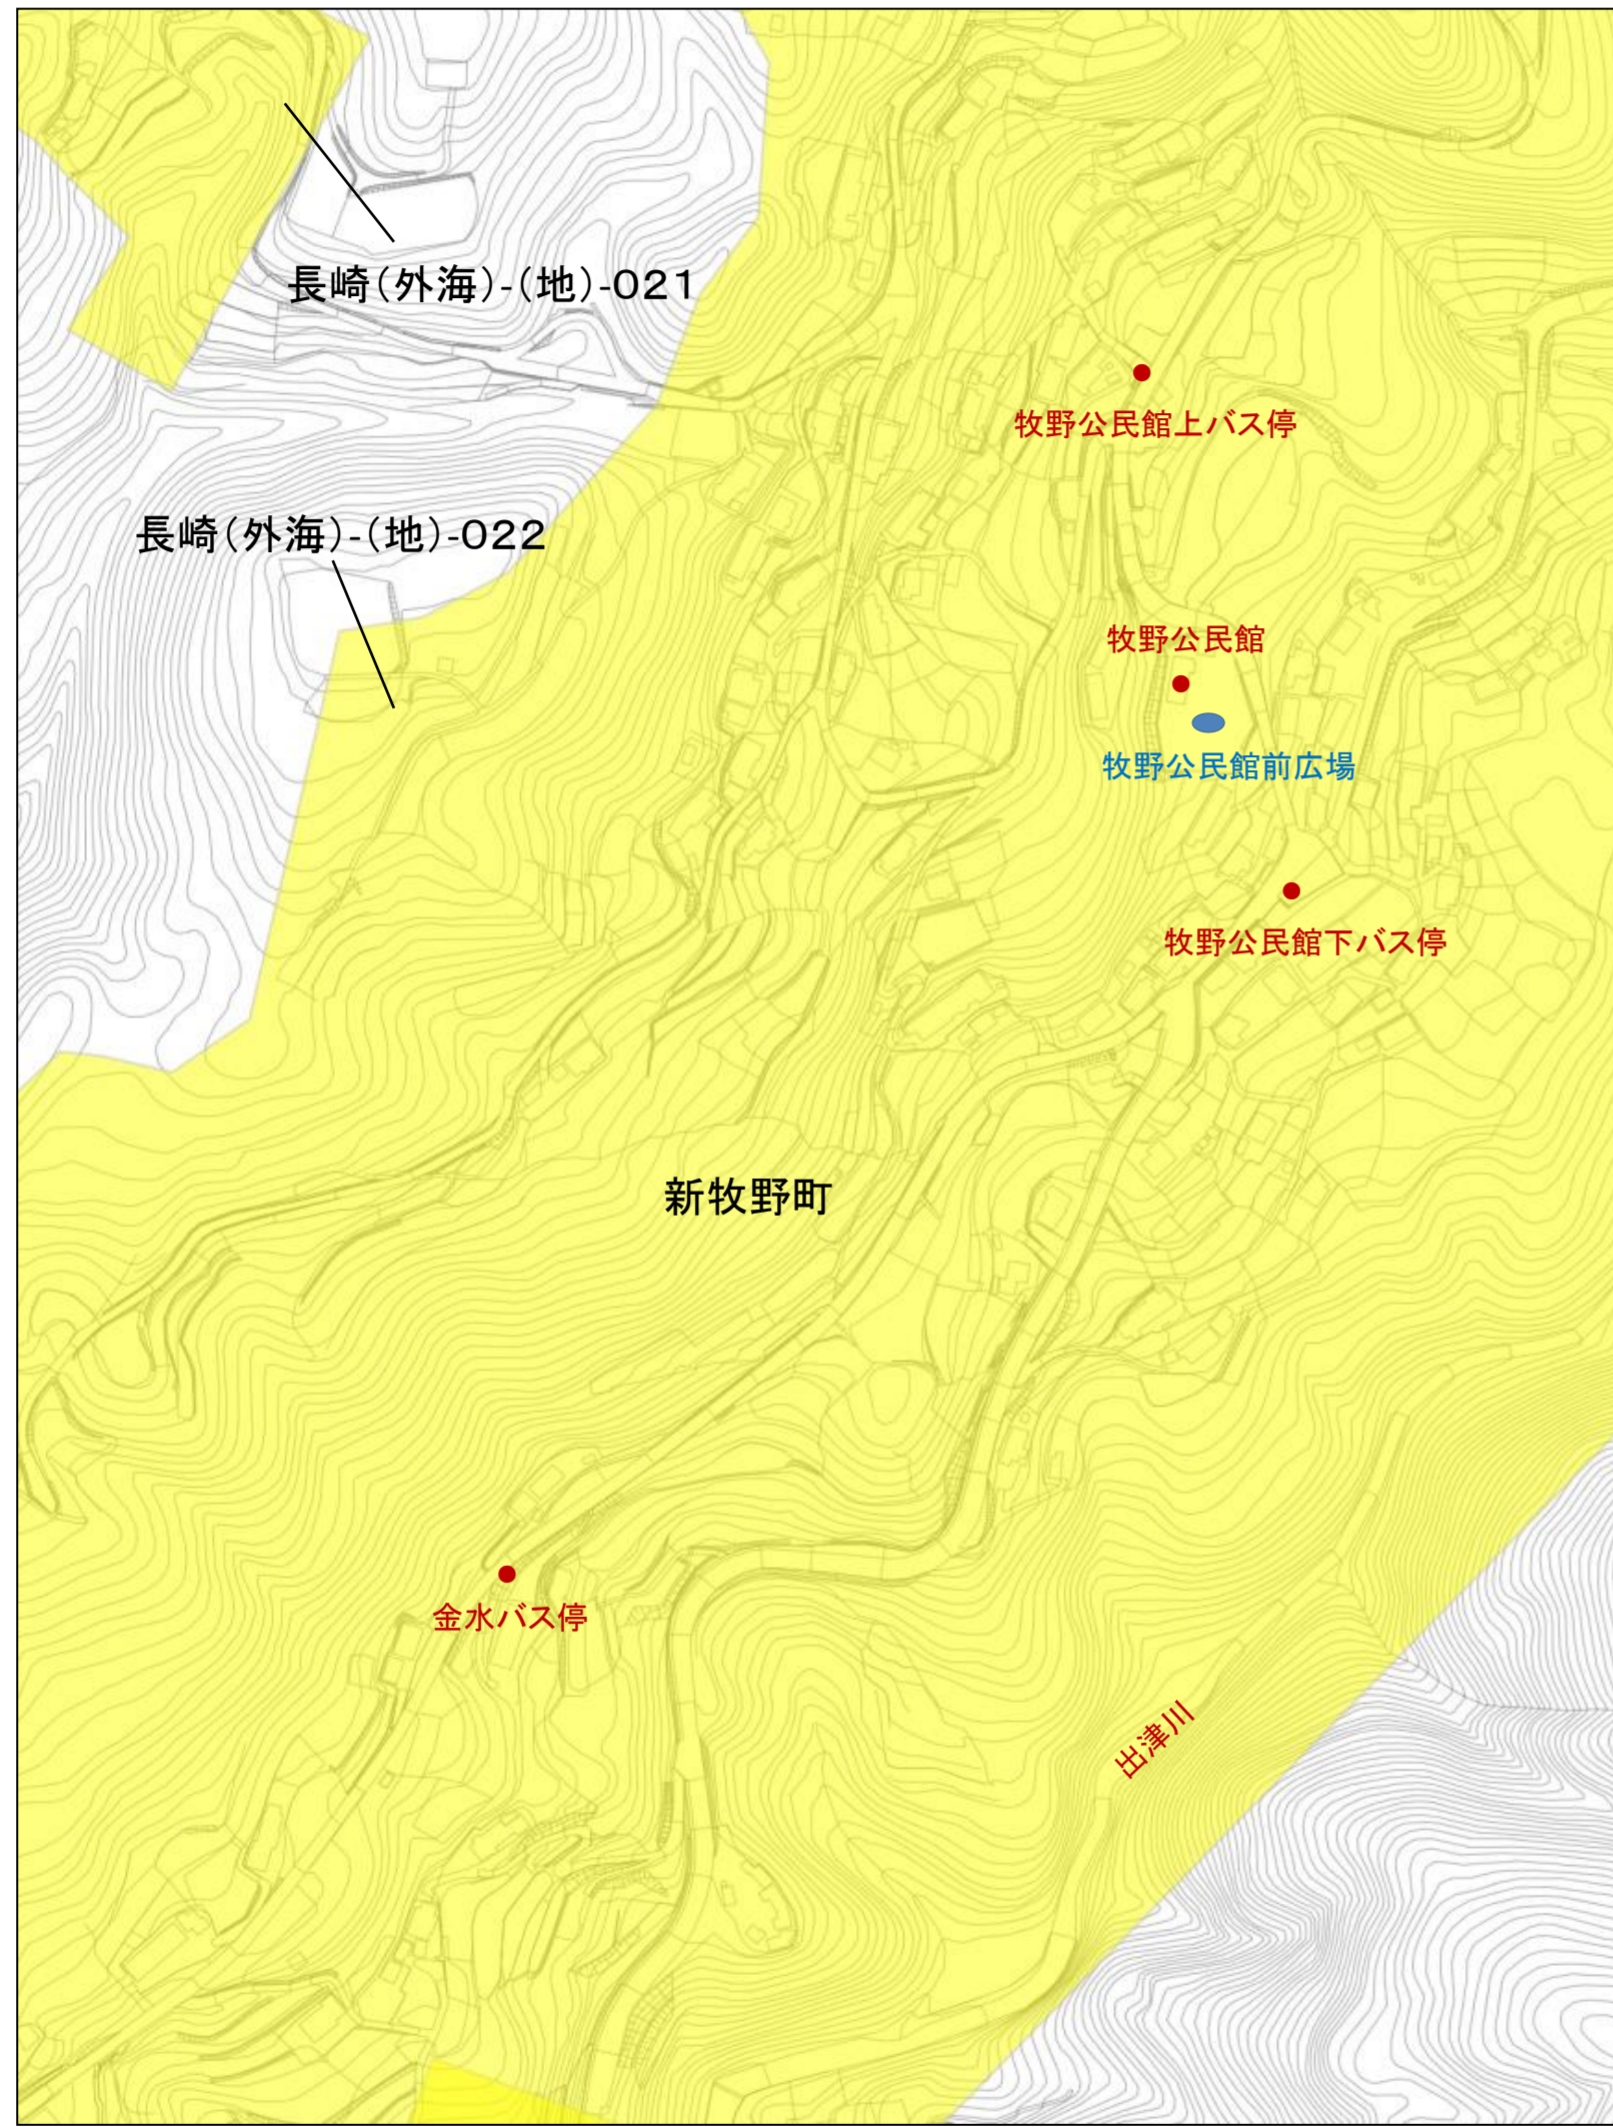 長崎(外海)-(地)-021
牧野公民館上バス停
長崎(外海)-(地)-022
牧野公民館
牧野公民館前広場
牧野公民館下バス停
新牧野町
金水バス停
出津川